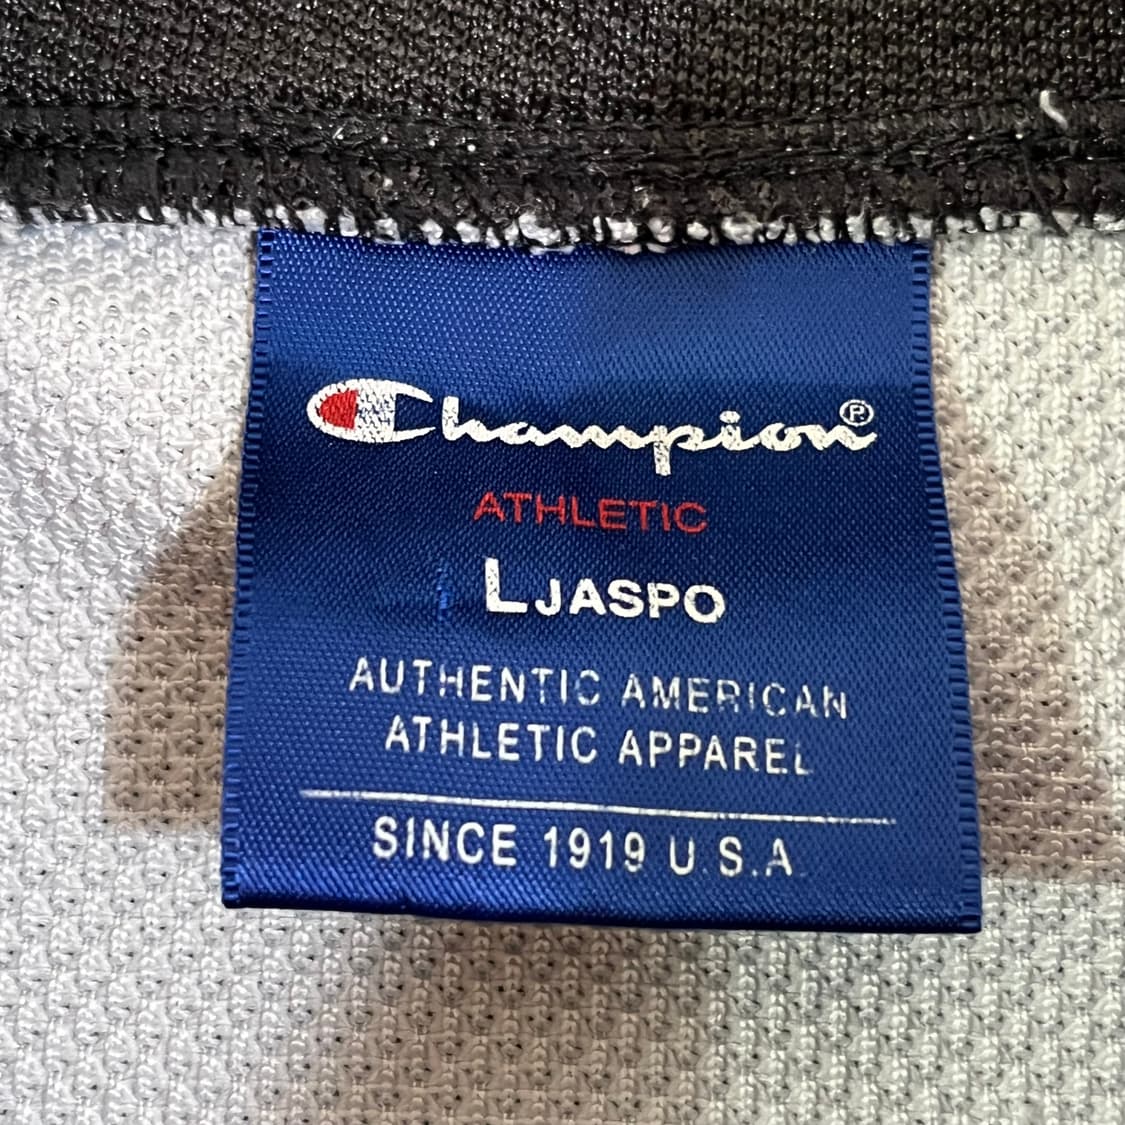 Champion®
ATHLETIC
L JASPO
AUTHENTIC AMERICAN
ATHLETIC APPAREL
SINCE 1919 U.S.A.